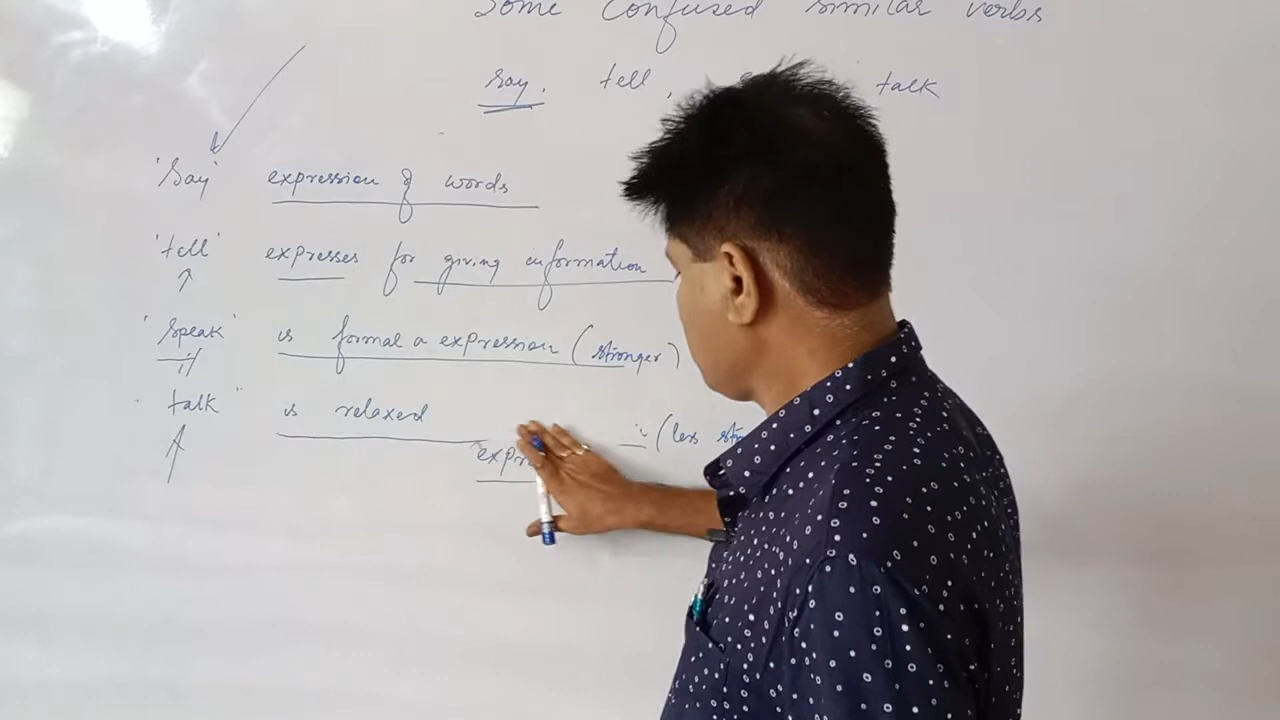 Some Confused similar verbs
say, tell, talk
'Say' expression of words
'tell' expresses for giving information
'speak' is formal a expression (stronger)
talk" is relaxed (less